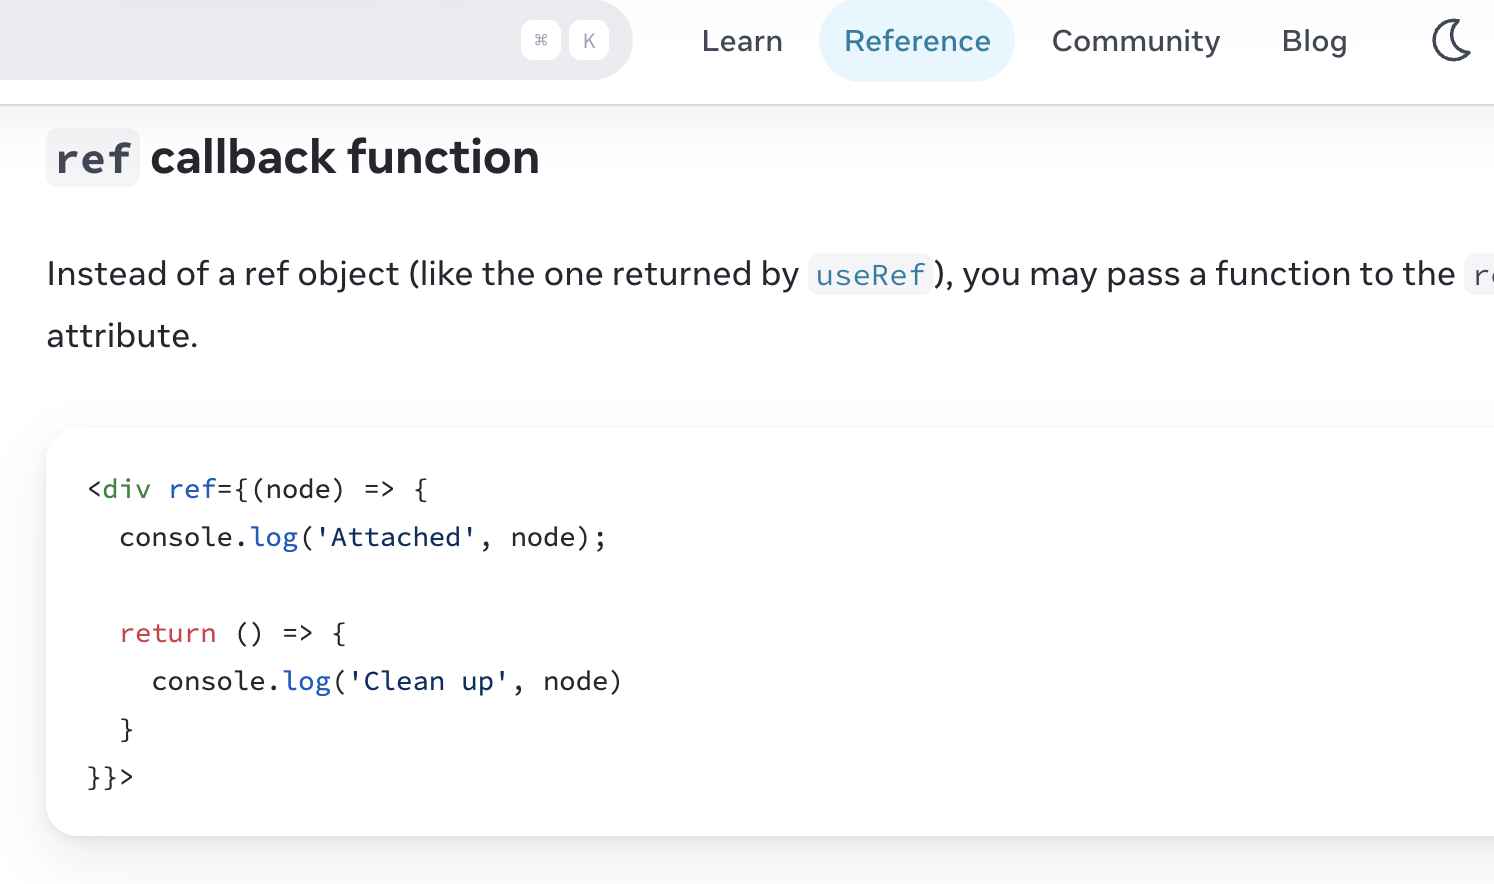 ⌘ K Learn Reference Community Blog
ref callback function
Instead of a ref object (like the one returned by useRef), you may pass a function to the
attribute.
<div ref={(node) => {
  console.log('Attached', node);

  return () => {
    console.log('Clean up', node)
  }
}}>